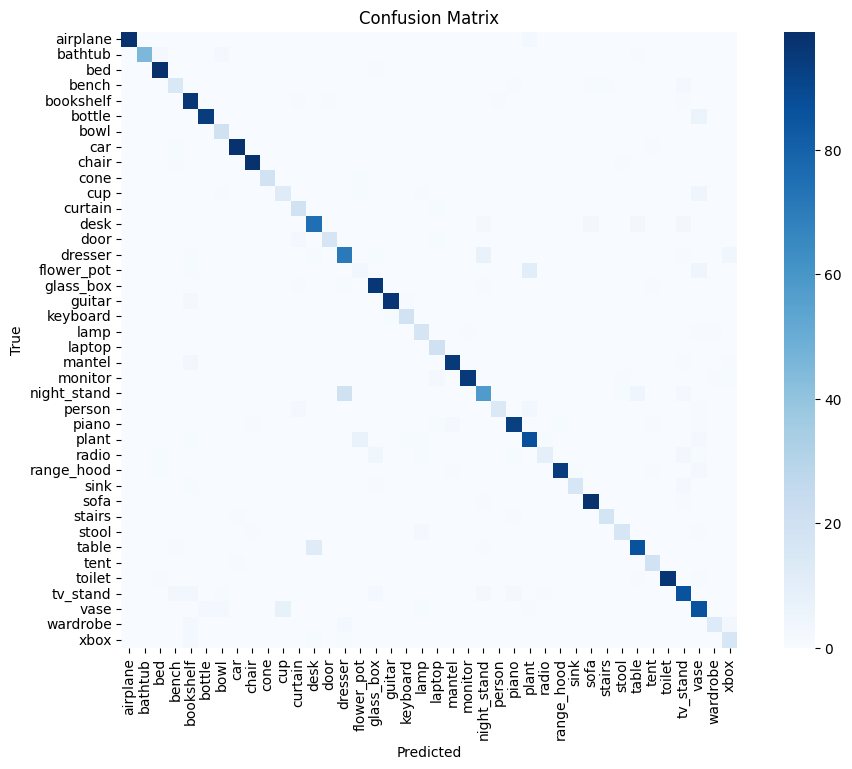 Confusion Matrix
True
airplane
bathtub
bed
bench
bookshelf
bottle
bowl
car
chair
cone
cup
curtain
desk
door
dresser
flower_pot
glass_box
guitar
keyboard
lamp
laptop
mantel
monitor
night_stand
person
piano
plant
radio
range_hood
sink
sofa
stairs
stool
table
tent
toilet
tv_stand
vase
wardrobe
xbox
airplane
bathtub
bed
bench
bookshelf
bottle
bowl
car
chair
cone
cup
curtain
desk
door
dresser
flower_pot
glass_box
guitar
keyboard
lamp
laptop
mantel
monitor
night_stand
person
piano
plant
radio
range_hood
sink
sofa
stairs
stool
table
tent
toilet
tv_stand
vase
wardrobe
xbox
Predicted
80
60
40
20
0